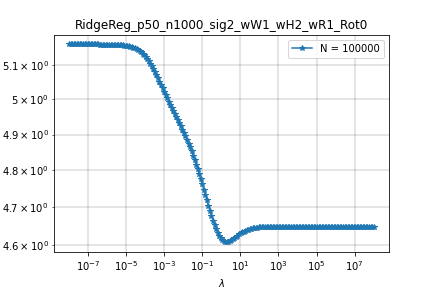 RidgeReg_p50_n1000_sig2_wW1_wH2_wR1_Rot0
N = 100000
5.1 × 10⁰
5 × 10⁰
4.9 × 10⁰
4.8 × 10⁰
4.7 × 10⁰
4.6 × 10⁰
10⁻⁷ 10⁻⁵ 10⁻³ 10⁻¹ 10¹ 10³ 10⁵ 10⁷
λ